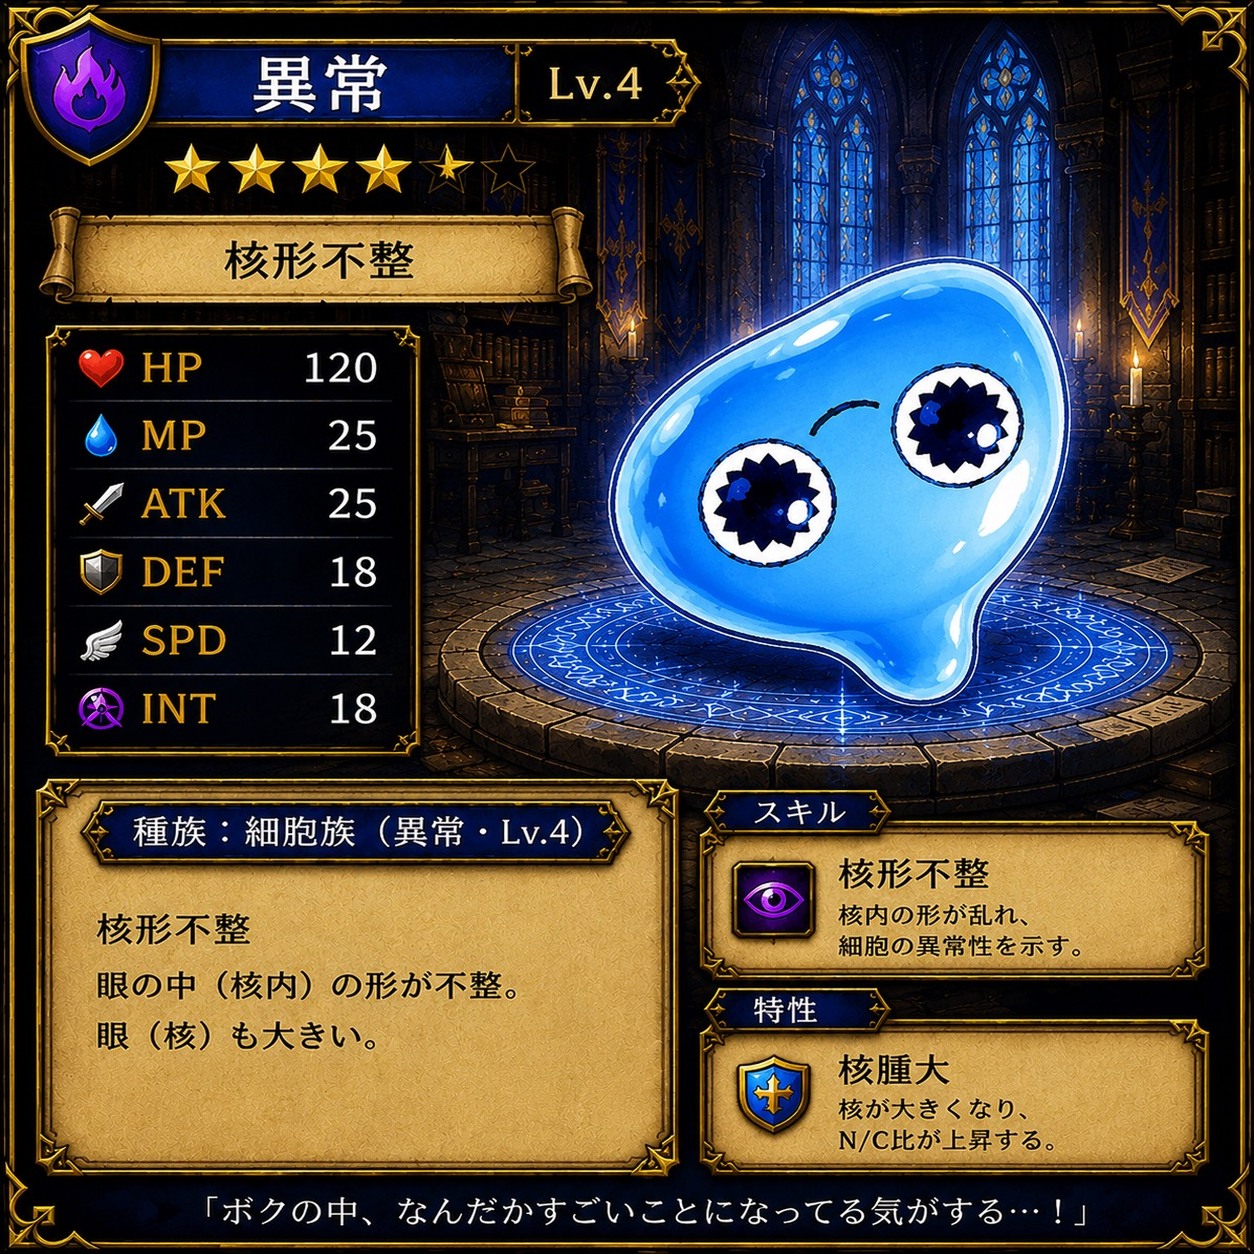 異常
Lv.4
核形不整
HP 120
MP 25
ATK 25
DEF 18
SPD 12
INT 18
種族：細胞族（異常・Lv.4）
核形不整
眼の中（核内）の形が不整。
眼（核）も大きい。
スキル
核形不整
核内の形が乱れ、
細胞の異常性を示す。
特性
核腫大
核が大きくなり、
N/C比が上昇する。
「ボクの中、なんだかすごいことになってる気がする…！」